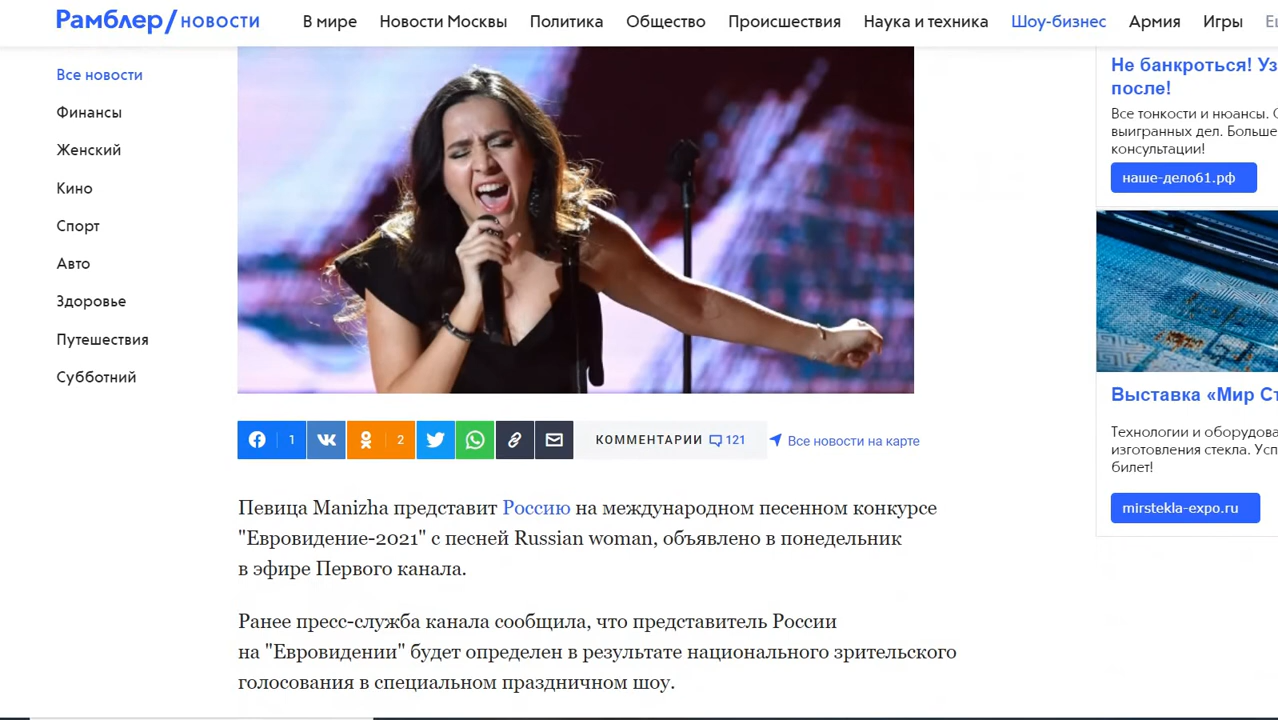 Рамблер/НОВОСТИ
В мире
Новости Москвы
Политика
Общество
Происшествия
Наука и техника
Шоу-бизнес
Армия
Игры
Все новости
Финансы
Женский
Кино
Спорт
Авто
Здоровье
Путешествия
Субботний
1
2
КОММЕНТАРИИ 121
Все новости на карте
Певица Manizha представит Россию на международном песенном конкурсе
"Евровидение-2021" с песней Russian woman, объявлено в понедельник
в эфире Первого канала.
Ранее пресс-служба канала сообщила, что представитель России
на "Евровидении" будет определен в результате национального зрительского
голосования в специальном праздничном шоу.
Не банкроться!
после!
Все тонкости и нюансы.
выигранных дел. Больше
консультации!
наше-дело61.рф
Выставка «Мир
Технологии и
изготовления стекла.
билет!
mirstekla-expo.ru